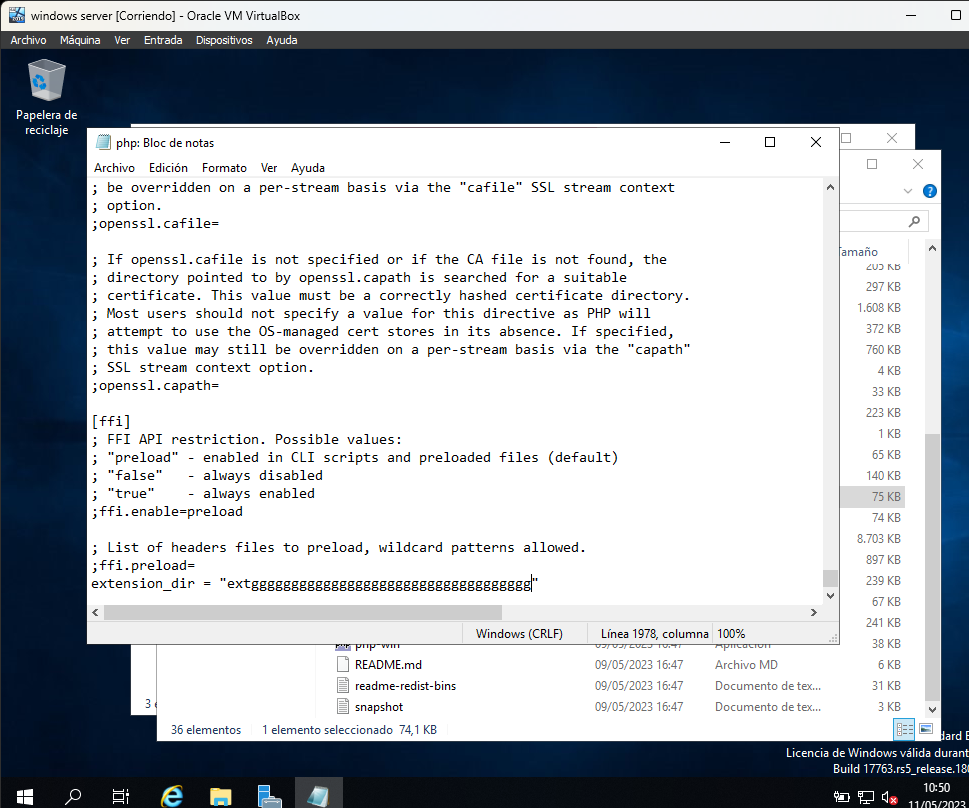 windows server [Corriendo] - Oracle VM VirtualBox
Archivo Máquina Ver Entrada Dispositivos Ayuda
Papelera de
reciclaje
php: Bloc de notas
Archivo Edición Formato Ver Ayuda
; be overridden on a per-stream basis via the "cafile" SSL stream context
; option.
;openssl.cafile=
; If openssl.cafile is not specified or if the CA file is not found, the
; directory pointed to by openssl.capath is searched for a suitable
; certificate. This value must be a correctly hashed certificate directory.
; Most users should not specify a value for this directive as PHP will
; attempt to use the OS-managed cert stores in its absence. If specified,
; this value may still be overridden on a per-stream basis via the "capath"
; SSL stream context option.
;openssl.capath=
[ffi]
; FFI API restriction. Possible values:
; "preload" - enabled in CLI scripts and preloaded files (default)
; "false" - always disabled
; "true" - always enabled
;ffi.enable=preload
; List of headers files to preload, wildcard patterns allowed.
;ffi.preload=
extension_dir = "extggggggggggggggggggggggggggggggggggg"
Windows (CRLF) Línea 1978, columna 100%
Tamaño
205 KB
297 KB
1.608 KB
372 KB
760 KB
4 KB
33 KB
223 KB
1 KB
65 KB
140 KB
75 KB
74 KB
8.703 KB
897 KB
239 KB
67 KB
241 KB
php-win 09/05/2023 16:47 Aplicación 38 KB
README.md 09/05/2023 16:47 Archivo MD 6 KB
readme-redist-bins 09/05/2023 16:47 Documento de tex... 31 KB
snapshot 09/05/2023 16:47 Documento de tex... 3 KB
3
36 elementos 1 elemento seleccionado 74,1 KB
Licencia de Windows válida durant
Build 17763.rs5_release.180
10:50
11/05/2023